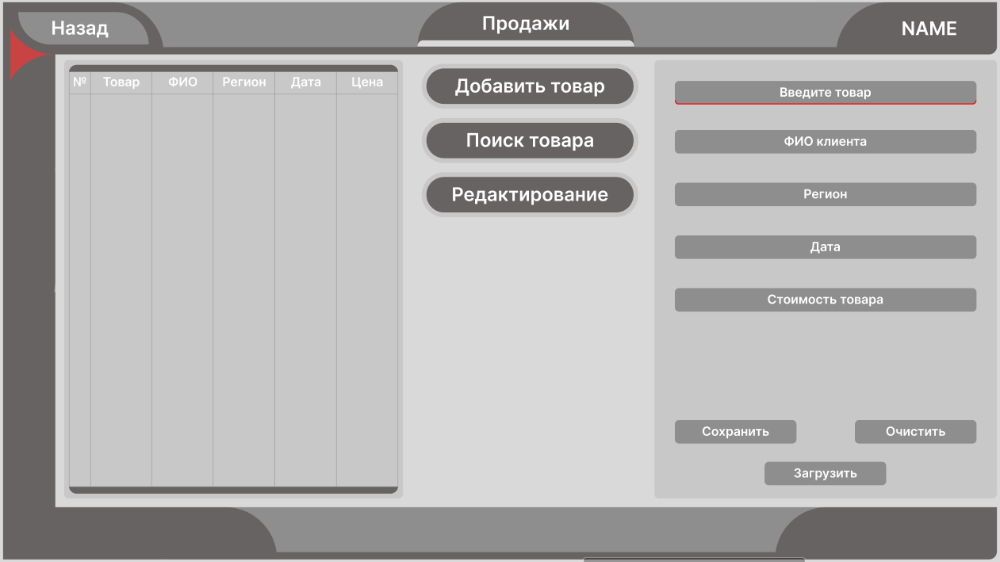 Назад
Продажи
NAME
№ Товар ФИО Регион Дата Цена
Добавить товар
Поиск товара
Редактирование
Введите товар
ФИО клиента
Регион
Дата
Стоимость товара
Сохранить
Очистить
Загрузить